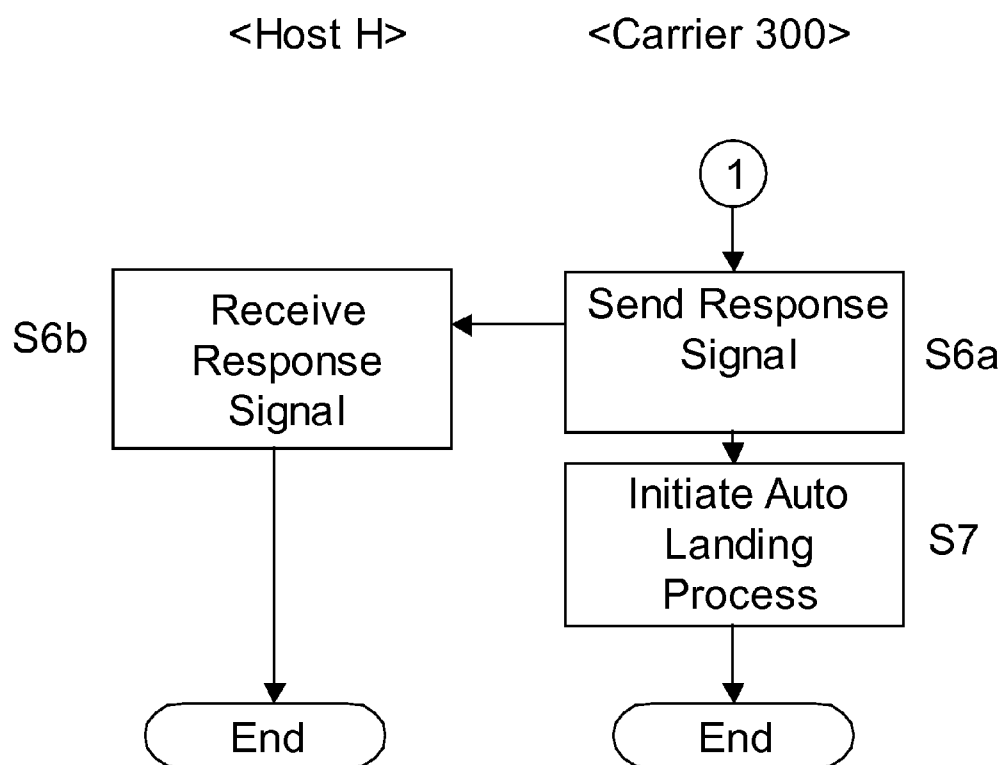 <Host H>
<Carrier 300>
1
Receive
Response
Signal
S6b
Send Response
Signal
S6a
Initiate Auto
Landing
Process
S7
End
End